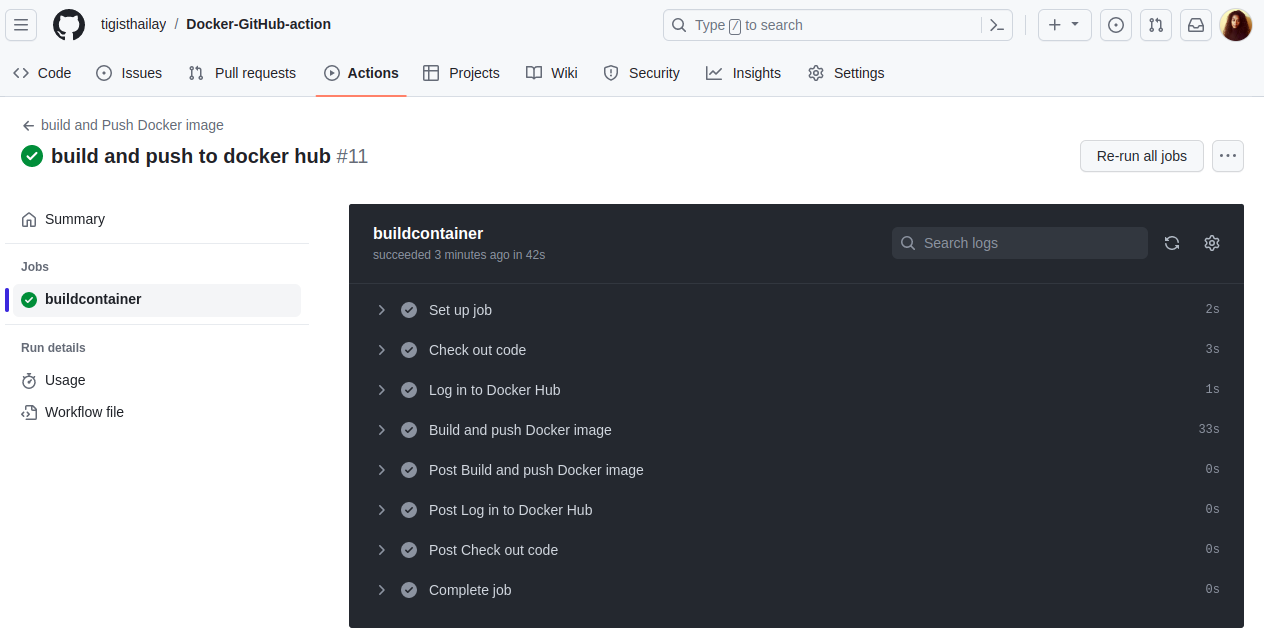 tigisthailay / Docker-GitHub-action
Type / to search
Code Issues Pull requests Actions Projects Wiki Security Insights Settings
build and Push Docker image
build and push to docker hub #11
Re-run all jobs
Summary
Jobs
buildcontainer
Run details
Usage
Workflow file
buildcontainer
succeeded 3 minutes ago in 42s
Search logs
Set up job 2s
Check out code 3s
Log in to Docker Hub 1s
Build and push Docker image 33s
Post Build and push Docker image 0s
Post Log in to Docker Hub 0s
Post Check out code 0s
Complete job 0s